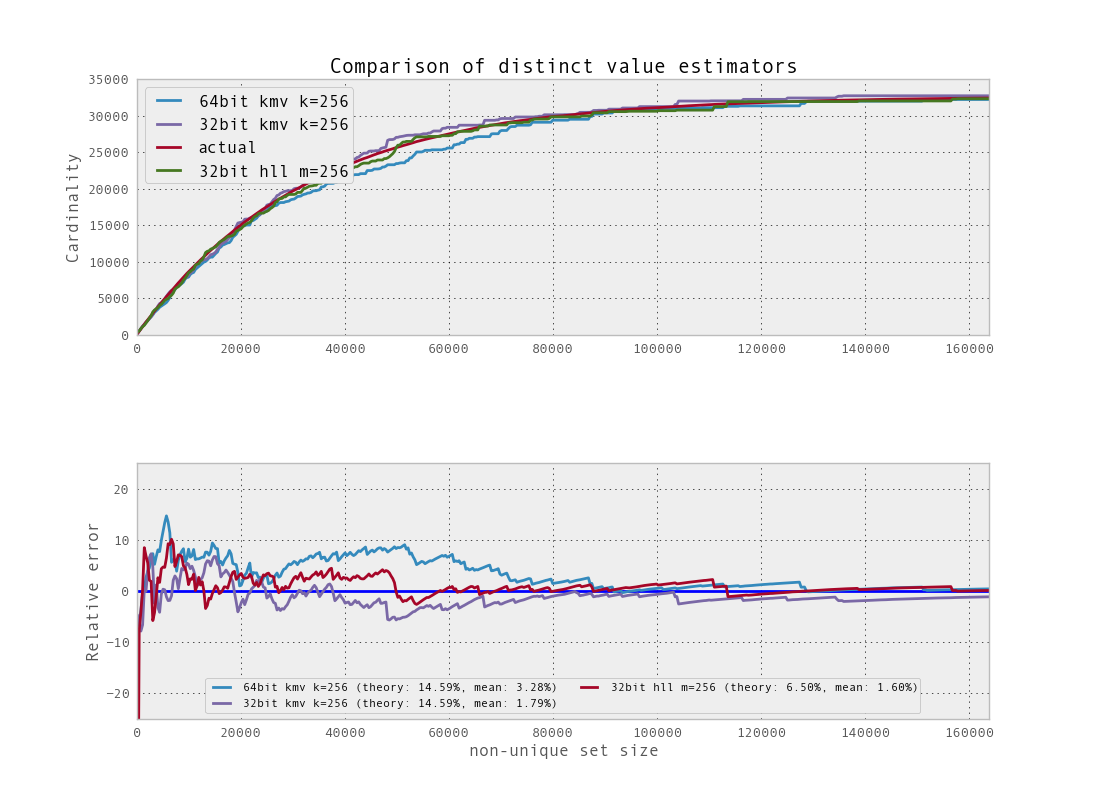 Comparison of distinct value estimators
Cardinality
35000
30000
25000
20000
15000
10000
5000
0
64bit kmv k=256
32bit kmv k=256
actual
32bit hll m=256
0 20000 40000 60000 80000 100000 120000 140000 160000
Relative error
20
10
0
−10
−20
64bit kmv k=256 (theory: 14.59%, mean: 3.28%) 32bit hll m=256 (theory: 6.50%, mean: 1.60%)
32bit kmv k=256 (theory: 14.59%, mean: 1.79%)
0 20000 40000 60000 80000 100000 120000 140000 160000
non-unique set size